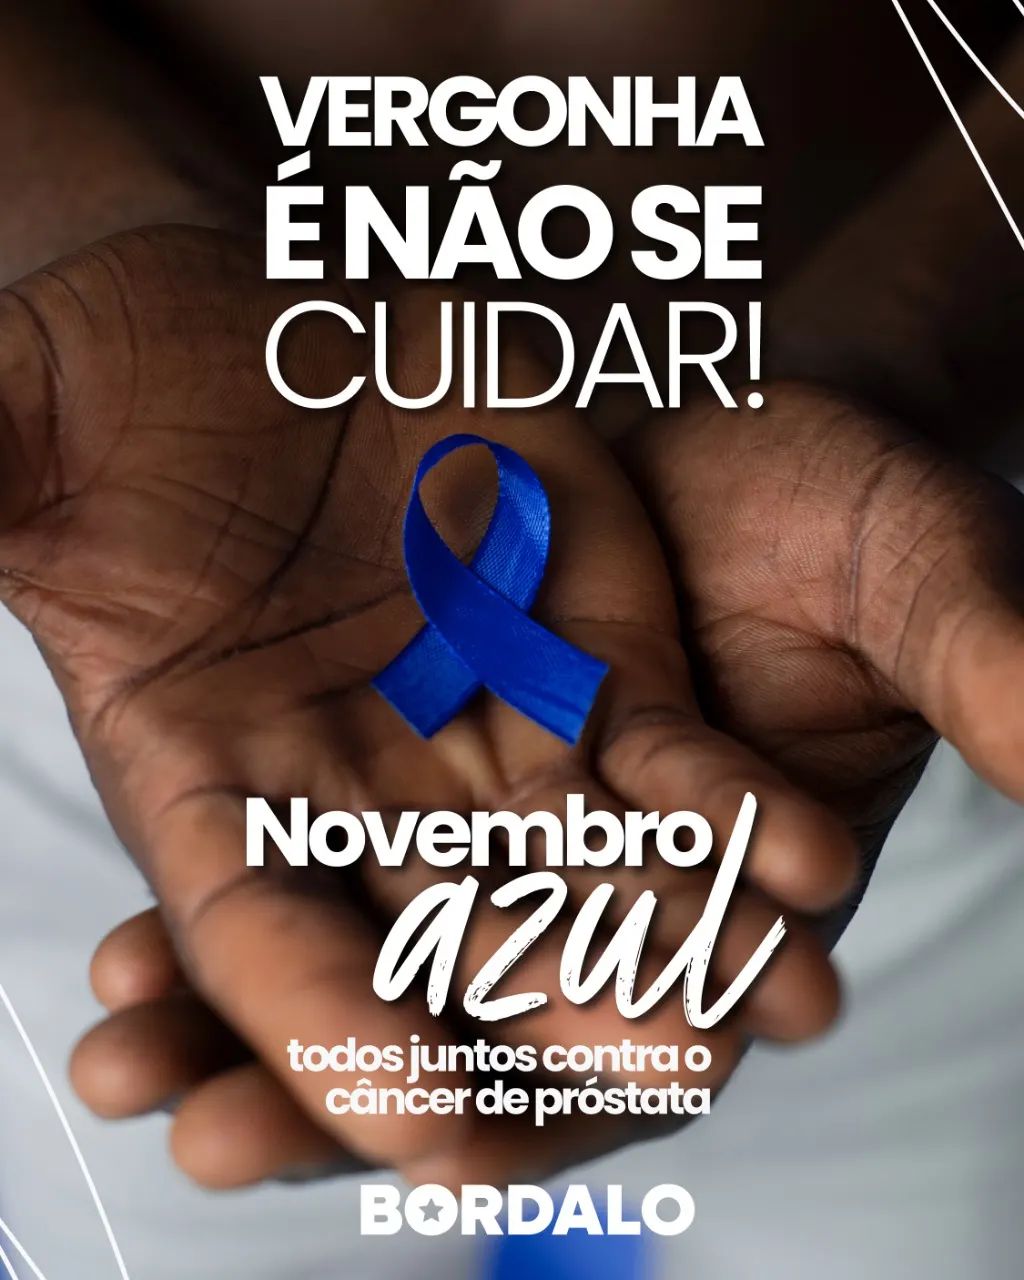 VERGONHA
É NÃO SE
CUIDAR!
Novembro
azul
todos juntos contra o
câncer de próstata
BORDALO